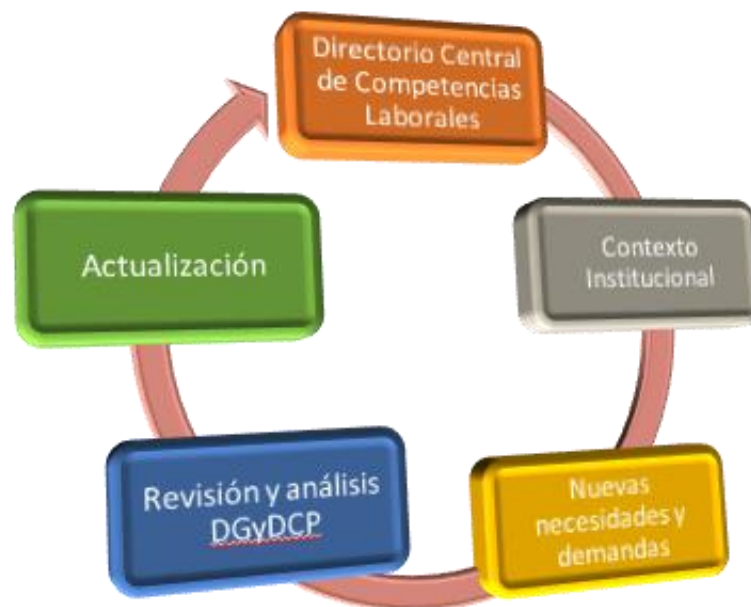 Directorio Central
de Competencias
Laborales
Contexto
Institucional
Nuevas
necesidades y
demandas
Revisión y análisis
DGyDCP
Actualización